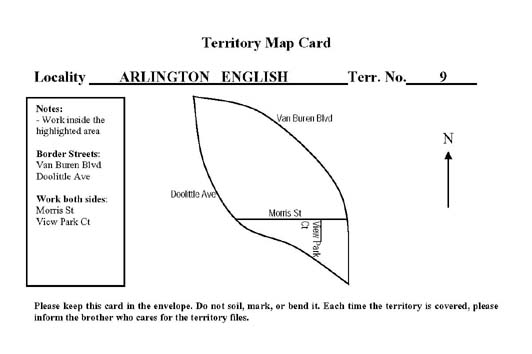 Territory Map Card
Locality ARLINGTON ENGLISH Terr. No. 9
Notes:
- Work inside the
highlighted area
Border Streets:
Van Buren Blvd
Doolittle Ave
Work both sides:
Morris St
View Park Ct
Van Buren Blvd
N
Doolittle Ave
Morris St
View Park
Ct
Please keep this card in the envelope. Do not soil, mark, or bend it. Each time the territory is covered, please
inform the brother who cares for the territory files.